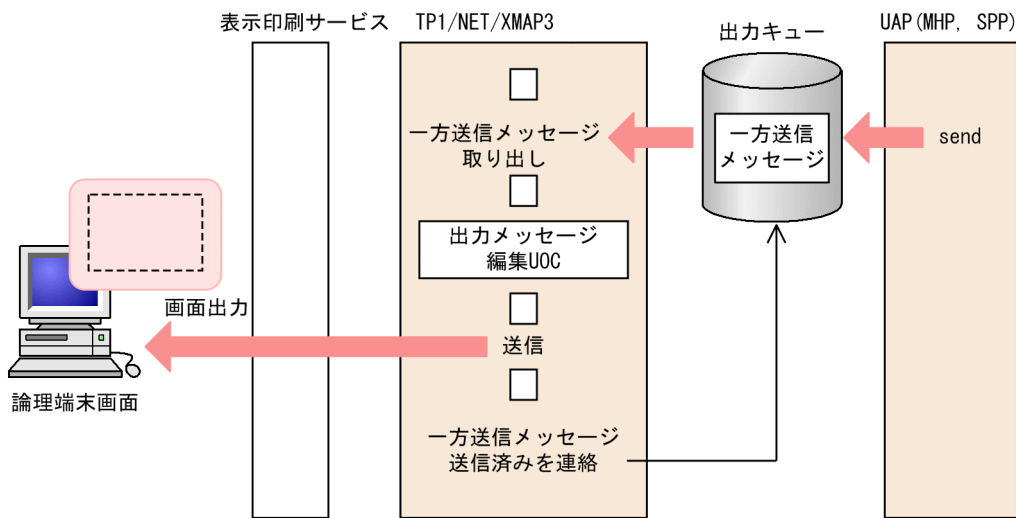 表示印刷サービス
TP1/NET/XMAP3
出力キュー
UAP(MHP, SPP)
一方送信メッセージ
取り出し
一方送信
メッセージ
send
出力メッセージ
編集UOC
画面出力
送信
論理端末画面
一方送信メッセージ
送信済みを連絡